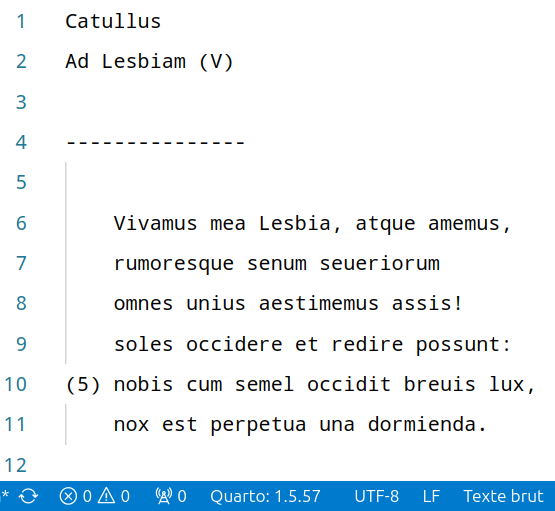 1 Catullus
2 Ad Lesbiam (V)
3
4 ---------------
5
6 Vivamus mea Lesbia, atque amemus,
7 rumoresque senum seueriorum
8 omnes unius aestimemus assis!
9 soles occidere et redire possunt:
10 (5) nobis cum semel occidit breuis lux,
11 nox est perpetua una dormienda.
12
* 0 0 0 Quarto: 1.5.57 UTF-8 LF Texte brut